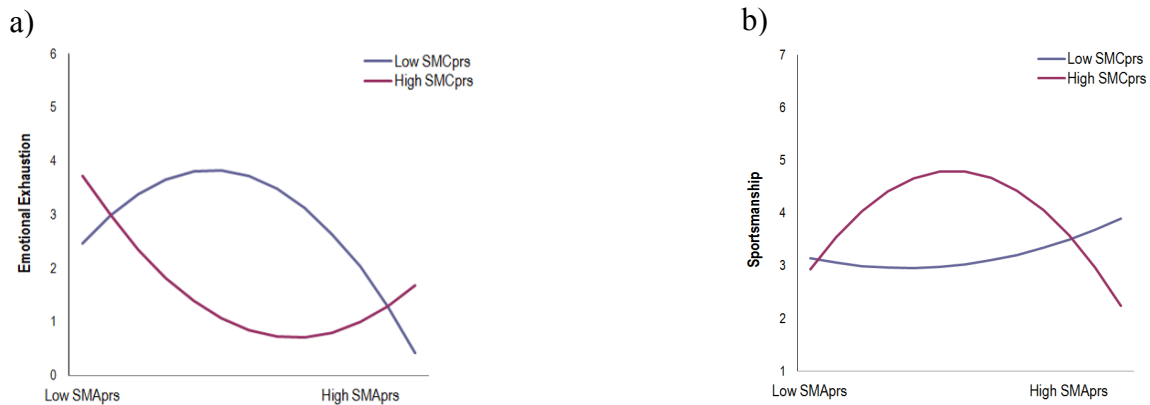 a)
Emotional Exhaustion
6
5
4
3
2
1
0
Low SMCprs
High SMCprs
Low SMAprs
High SMAprs
b)
Sportsmanship
7
6
5
4
3
2
1
Low SMCprs
High SMCprs
Low SMAprs
High SMAprs